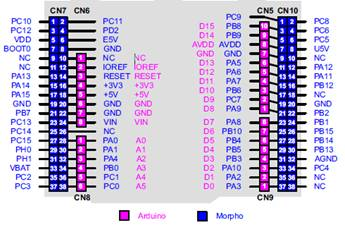 CN7 CN6 CN5 CN10
PC10 1 2 PC11 PC9 1 2 PC8
PC12 3 4 PD2 D15 PB8 3 4 PC6
VDD 5 6 E5V D14 PB9 5 6 PC5
BOOT0 7 8 GND AVDD AVDD 7 8 U5V
NC 9 10 NC NC GND GND 9 10 NC
NC 11 12 IOREF IOREF D13 PA5 11 12 PA12
PA13 13 14 RESET RESET D12 PA6 13 14 PA11
PA14 15 16 +3V3 +3V3 D11 PA7 15 16 PB12
PA15 17 18 +5V +5V D10 PB6 17 18 NC
GND 19 20 GND GND D9 PC7 19 20 GND
PB7 21 22 GND GND D8 PA9 21 22 PB2
PC13 23 24 VIN VIN D7 PA8 23 24 PB1
PC14 25 26 NC D6 PB10 25 26 PB15
PC15 27 28 PA0 A0 D5 PB4 27 28 PB14
PH0 29 30 PA1 A1 D4 PB5 29 30 PB13
PH1 31 32 PA4 A2 D3 PB3 31 32 AGND
VBAT 33 34 PB0 A3 D2 PA10 33 34 PC4
PC2 35 36 PC1 A4 D1 PA2 35 36 NC
PC3 37 38 PC0 A5 D0 PA3 37 38 NC
CN8 CN9
Arduino Morpho